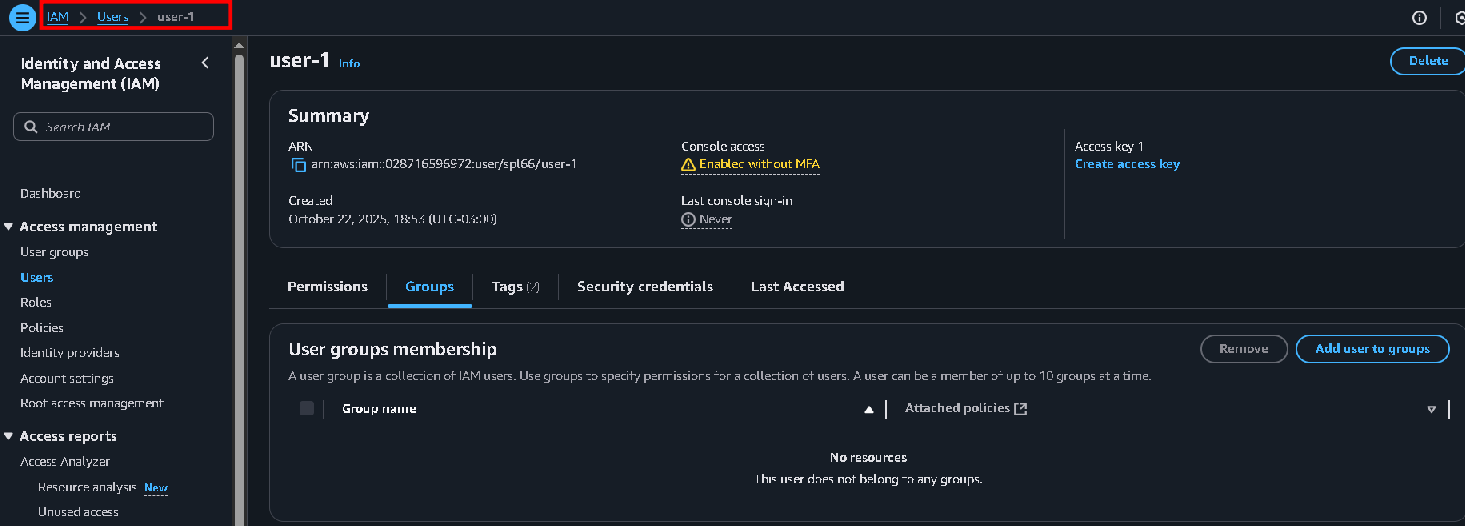 IAM > Users > user-1
Identity and Access Management (IAM)
Search IAM
Dashboard
Access management
User groups
Users
Roles
Policies
Identity providers
Account settings
Root access management
Access reports
Access Analyzer
Resource analysis New
Unused access
user-1 Info
Delete
Summary
ARN
arn:aws:iam::028716596972:user/spl66/user-1
Created
October 22, 2025, 18:53 (UTC-03:00)
Console access
Enabled without MFA
Last console sign-in
Never
Access key 1
Create access key
Permissions
Groups
Tags (2)
Security credentials
Last Accessed
User groups membership
Remove
Add user to groups
A user group is a collection of IAM users. Use groups to specify permissions for a collection of users. A user can be a member of up to 10 groups at a time.
Group name
Attached policies
No resources
This user does not belong to any groups.